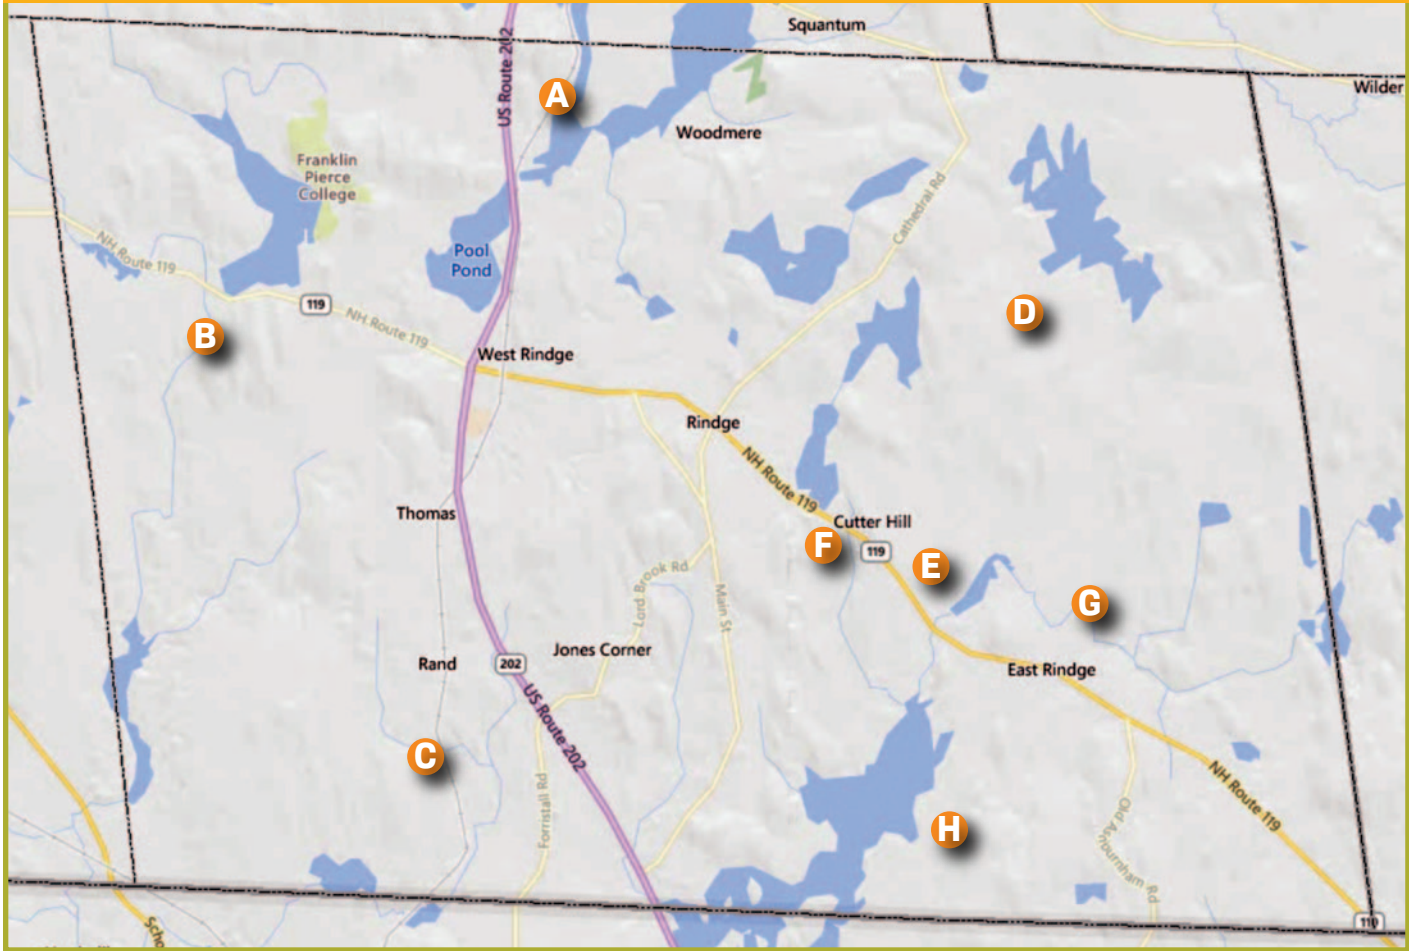 Squantum
US Route 202
Wilder
A
Woodmere
Franklin
Pierce
College
Cathedral Rd
NH Route 119
Pool
Pond
119
D
B
NH Route 119
West Rindge
Rindge
NH Route 119
Thomas
Cutter Hill
F
119
E
Lord Brook Rd
Main St
G
Jones Corner
Rand
202
East Rindge
US Route 202
C
NH Route 119
Forristall Rd
H
Old Ashburnham Rd
119